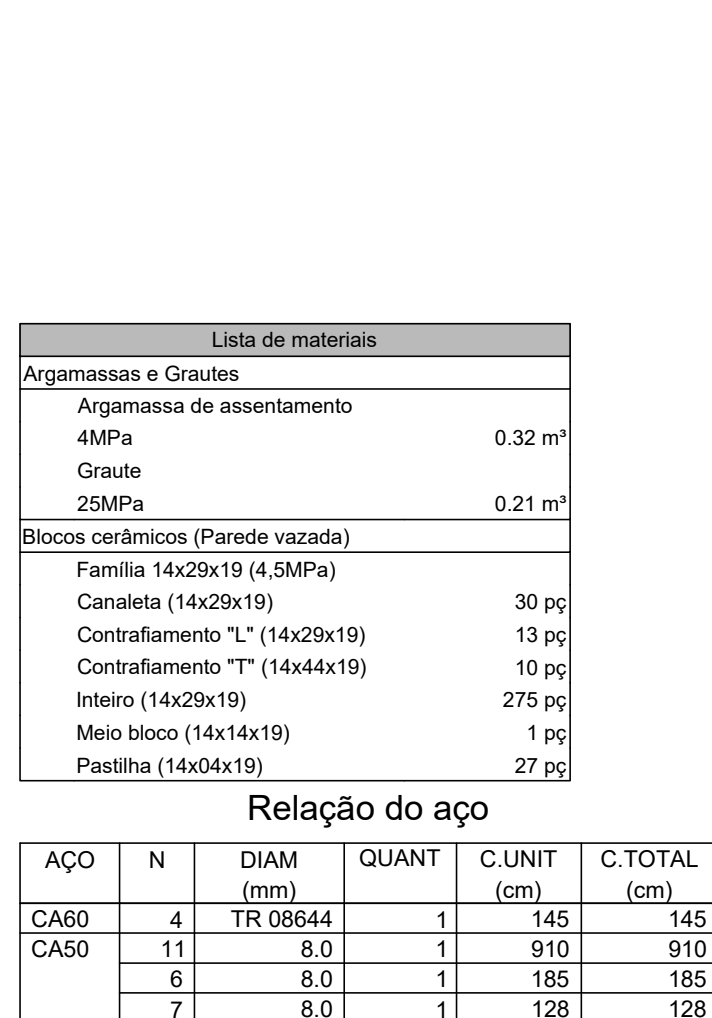 Lista de materiais
Argamassas e Grautes
Argamassa de assentamento
4MPa 0.32 m³
Graute
25MPa 0.21 m³
Blocos cerâmicos (Parede vazada)
Família 14x29x19 (4,5MPa)
Canaleta (14x29x19) 30 pç
Contrafiamento "L" (14x29x19) 13 pç
Contrafiamento "T" (14x44x19) 10 pç
Inteiro (14x29x19) 275 pç
Meio bloco (14x14x19) 1 pç
Pastilha (14x04x19) 27 pç
Relação do aço
AÇO N DIAM QUANT C.UNIT C.TOTAL
(mm) (cm) (cm)
CA60 4 TR 08644 1 145 145
CA50 11 8.0 1 910 910
6 8.0 1 185 185
7 8.0 1 128 128